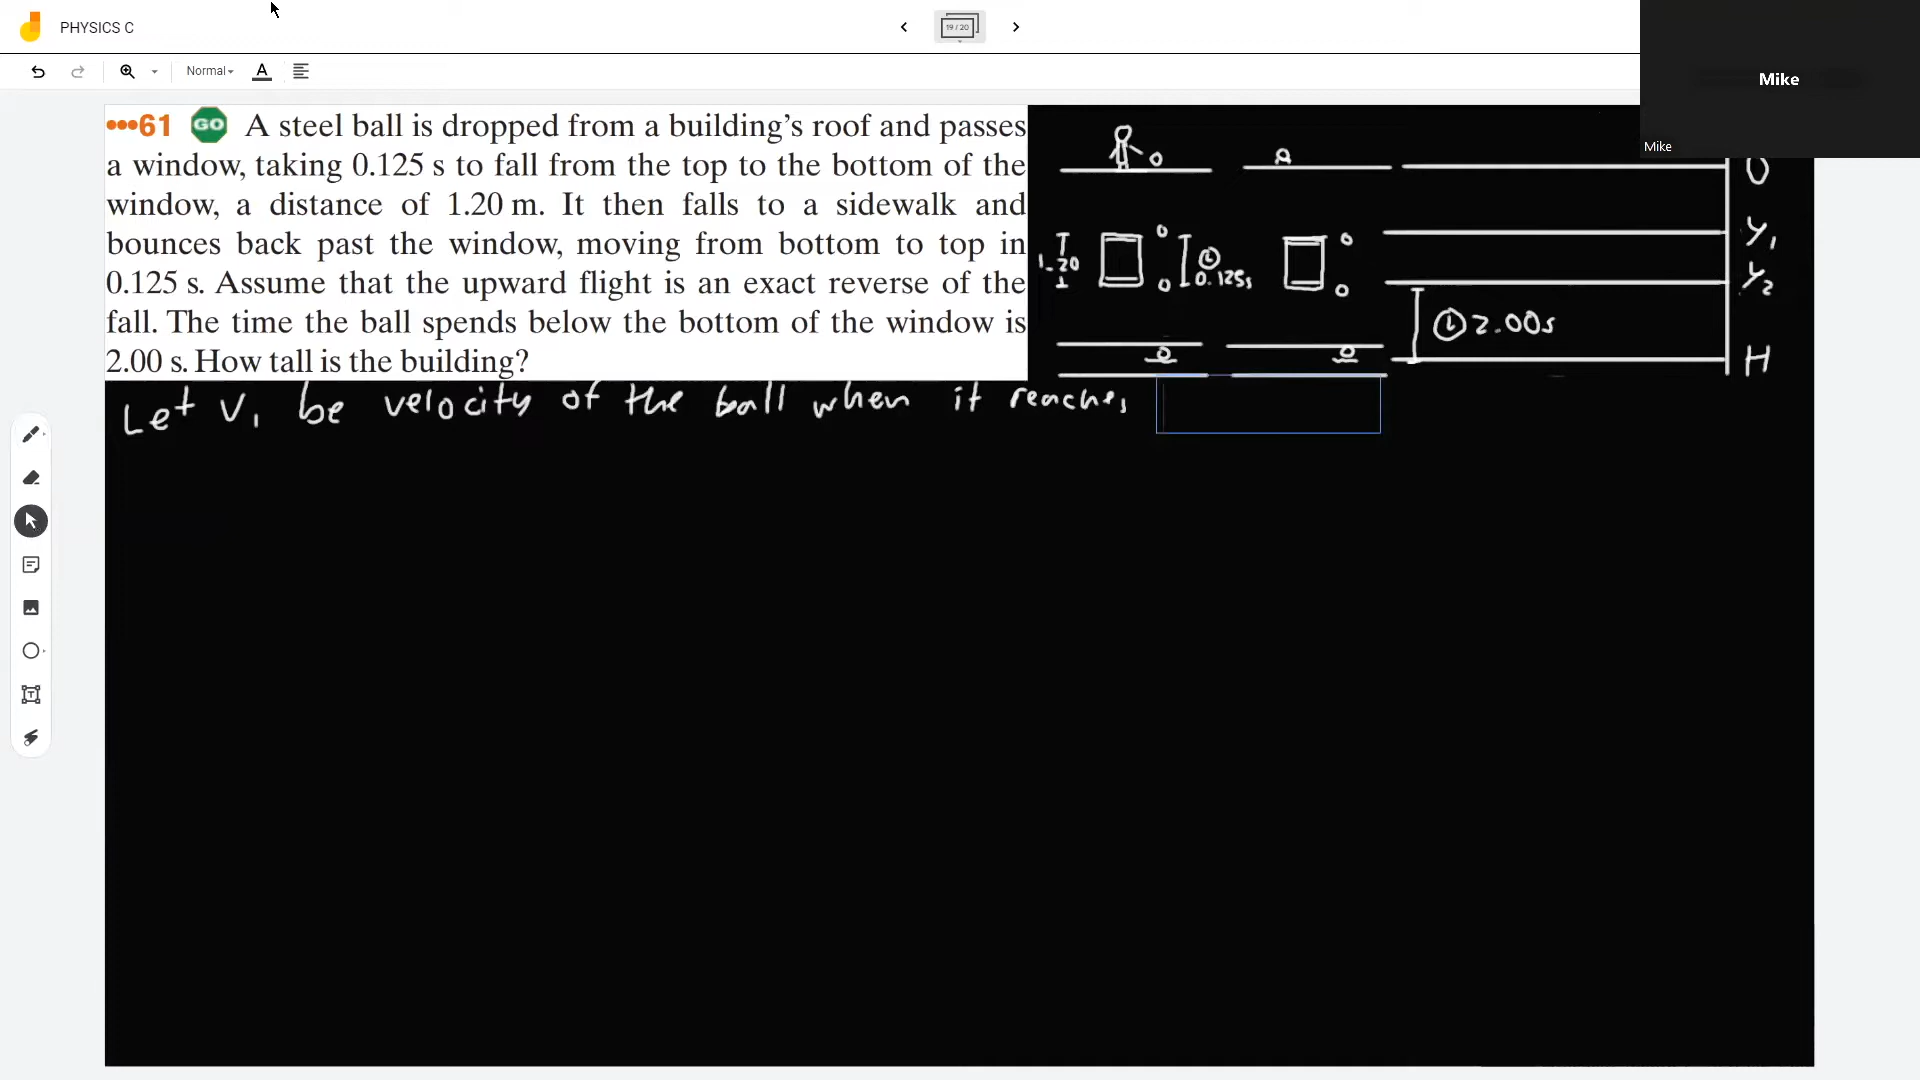 PHYSICS C
19 / 20
Normal
Mike
Mike
•••61 GO A steel ball is dropped from a building’s roof and passes
a window, taking 0.125 s to fall from the top to the bottom of the
window, a distance of 1.20 m. It then falls to a sidewalk and
bounces back past the window, moving from bottom to top in
0.125 s. Assume that the upward flight is an exact reverse of the
fall. The time the ball spends below the bottom of the window is
2.00 s. How tall is the building?
0
y₁
1.20
0.125s
y₂
2.00s
H
Let V₁ be velocity of the ball when it reaches